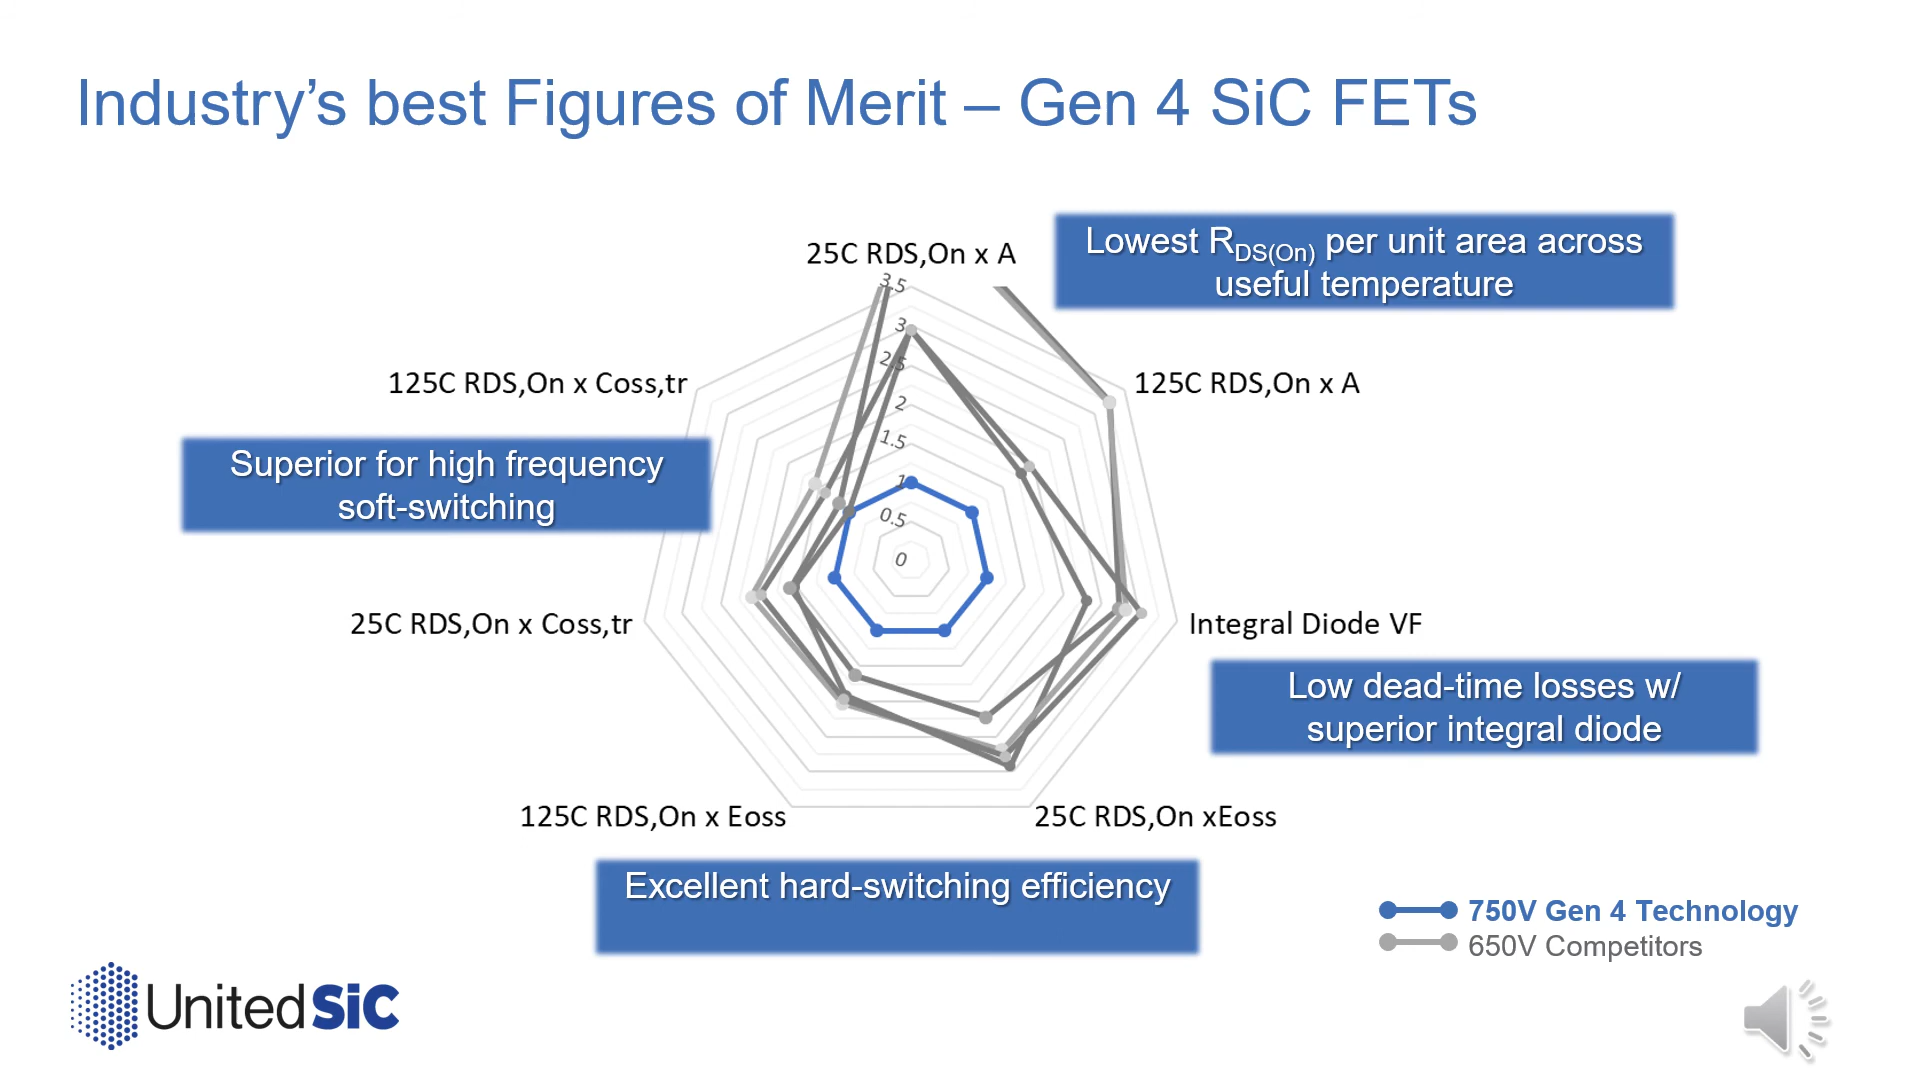 Industry’s best Figures of Merit – Gen 4 SiC FETs
Lowest RDS(On) per unit area across
useful temperature
25C RDS,On x A
3.5
3
2.5
2
1.5
1
0.5
0
125C RDS,On x Coss,tr
125C RDS,On x A
Superior for high frequency
soft-switching
25C RDS,On x Coss,tr
Integral Diode VF
Low dead-time losses w/
superior integral diode
125C RDS,On x Eoss
25C RDS,On xEoss
Excellent hard-switching efficiency
750V Gen 4 Technology
650V Competitors
UnitedSiC